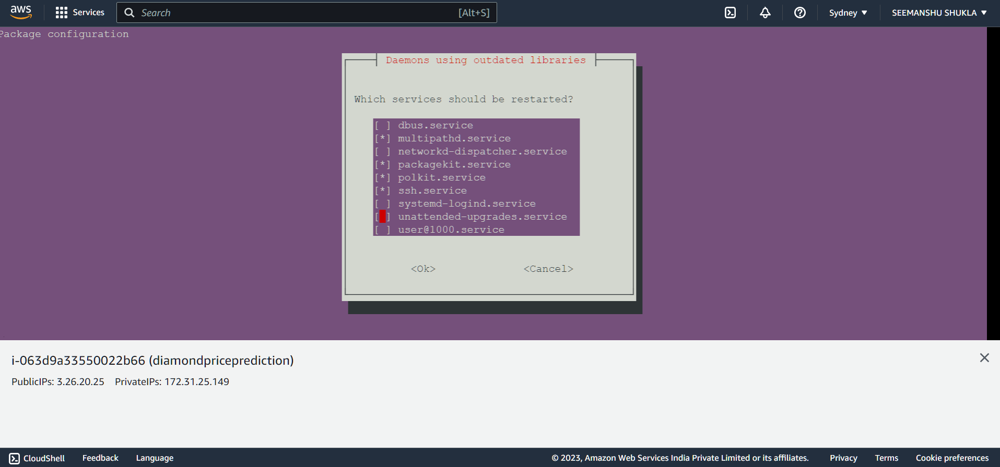 aws Services Search [Alt+S] Sydney ▼ SEEMANSHU SHUKLA ▼
Package configuration
Daemons using outdated libraries
Which services should be restarted?
[ ] dbus.service
[*] multipathd.service
[ ] networkd-dispatcher.service
[*] packagekit.service
[*] polkit.service
[*] ssh.service
[ ] systemd-logind.service
[ ] unattended-upgrades.service
[ ] user@1000.service
<Ok> <Cancel>
i-063d9a33550022b66 (diamondpriceprediction)
PublicIPs: 3.26.20.25 PrivateIPs: 172.31.25.149
CloudShell Feedback Language © 2023, Amazon Web Services India Private Limited or its affiliates. Privacy Terms Cookie preferences